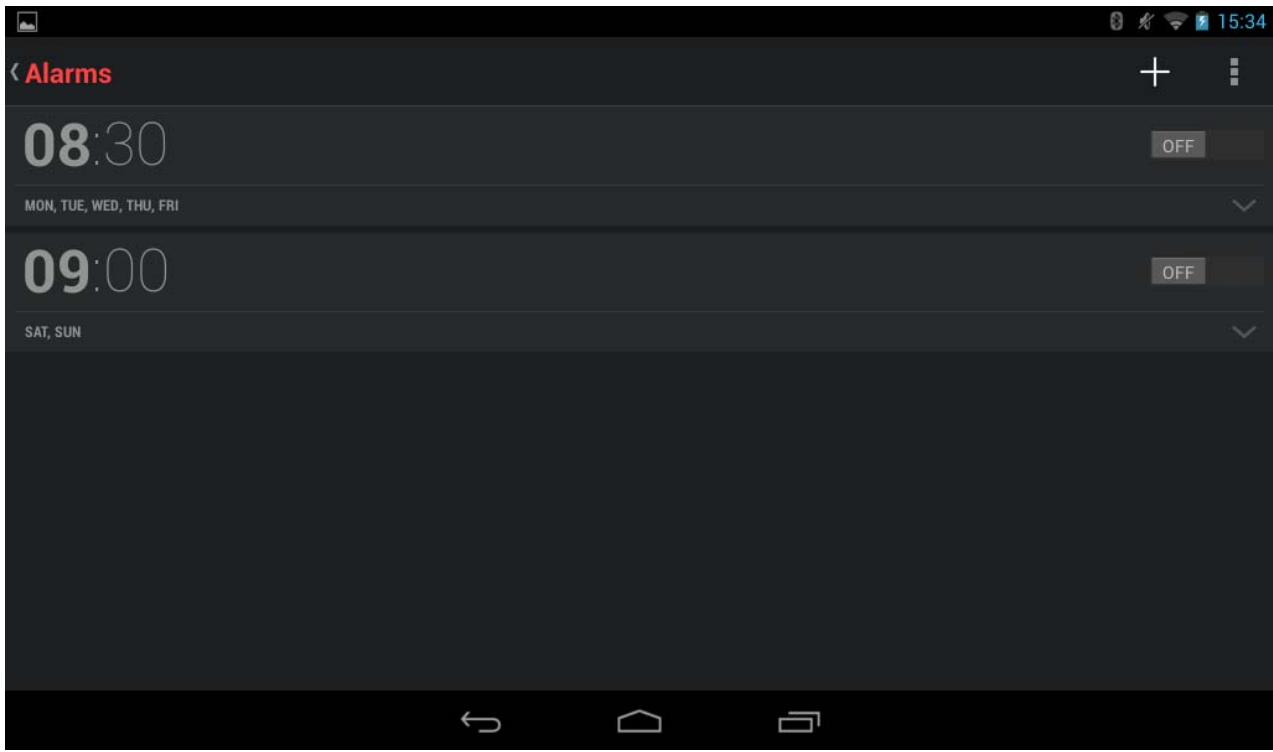 15:34
Alarms
08:30
OFF
MON, TUE, WED, THU, FRI
09:00
OFF
SAT, SUN